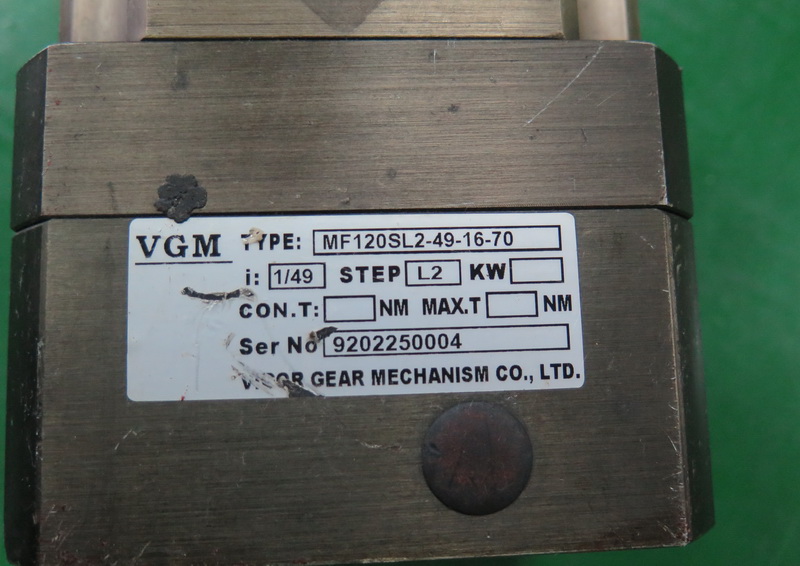 VGM TYPE: MF120SL2-49-16-70
i: 1/49 STEP L2 KW
CON.T: NM MAX.T NM
Ser No 9202250004
VIGOR GEAR MECHANISM CO., LTD.